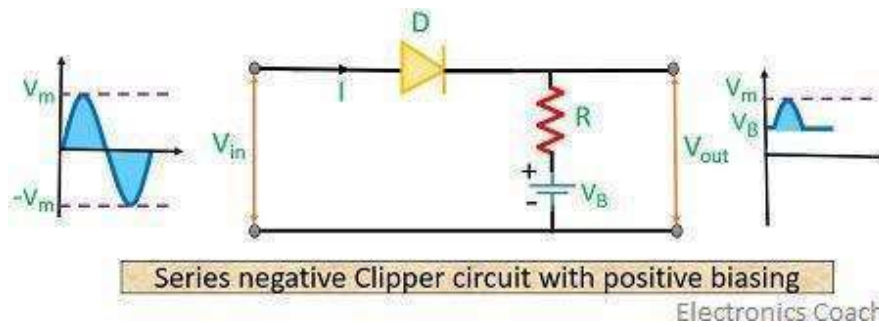 D
Vm
-Vm
I
Vin
R
+
VB
-
Vout
Vm
VB
Series negative Clipper circuit with positive biasing
Electronics Coach